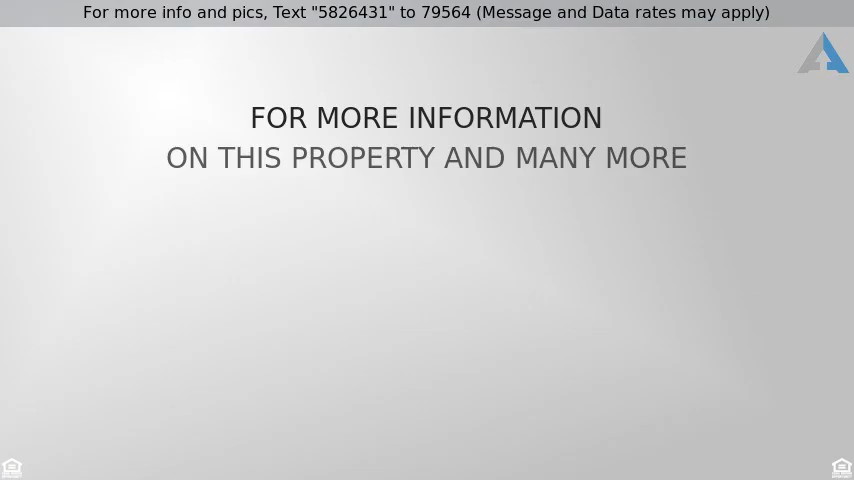 For more info and pics, Text "5826431" to 79564 (Message and Data rates may apply)
FOR MORE INFORMATION
ON THIS PROPERTY AND MANY MORE